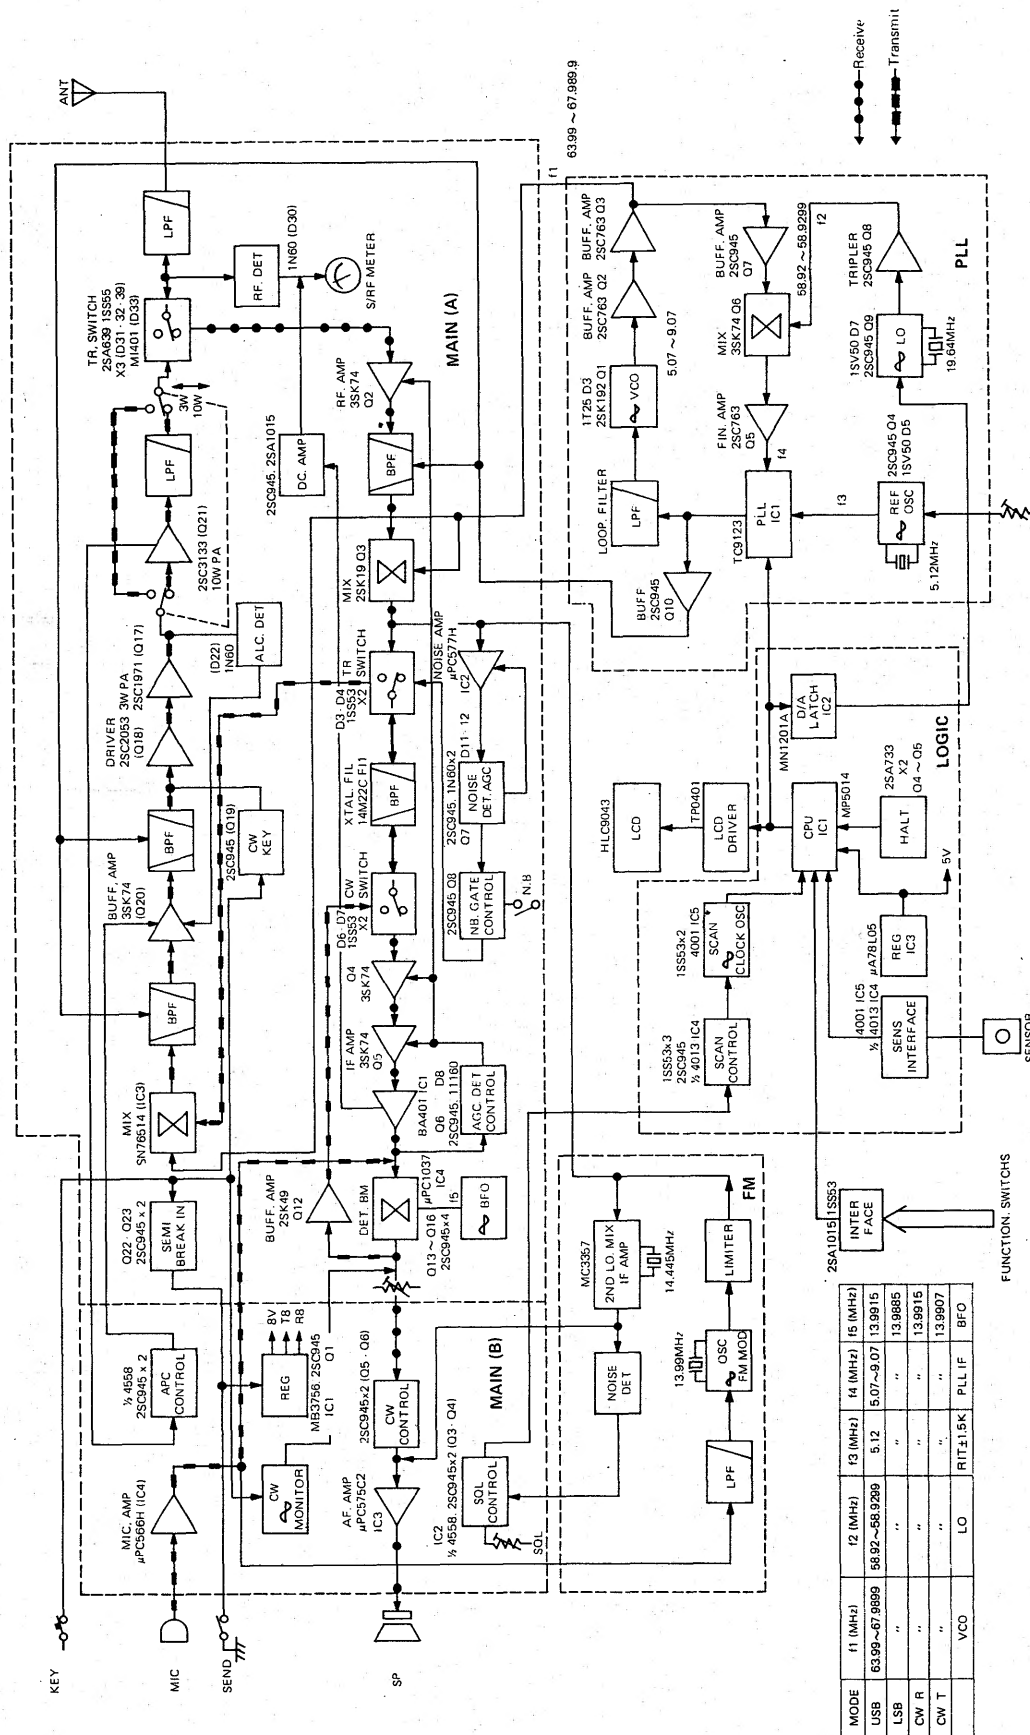 ANT
LPF
TR. SWITCH
2SA639 1SS55
X3 (D31·32·39)
MI401 (D33)
RF. DET
1N60 (D30)
S/RF METER
3W
10W
LPF
2SC3133 (Q21)
10W PA
2SC945. 2SA1015
DC. AMP
(D22)
1N60
ALC. DET
3W PA
2SC1971 (Q17)
DRIVER
2SC2053
(Q18)
BPF
2SC945 (Q19)
CW
KEY
BUFF. AMP
3SK74
(Q20)
BPF
MIX
SN76514 (IC3)
Q22·Q23
2SC945 x 2
SEMI
BREAK IN
½ 4558
2SC945 x 2
APC
CONTROL
REG
8V
T8
R8
MB3756. 2SC945
IC1 Q1
CW
MONITOR
MIC. AMP
µPC566H (IC4)
KEY
MIC
SEND
SP
MAIN (A)
RF. AMP
3SK74
Q2
BPF
MIX
2SK19 Q3
D3·D4
1SS53
X2
TR
SWITCH
NOISE AMP
µPC577H
IC2
D11·12
2SC945. 1N60x2
Q7
NOISE
DET.AGC
2SC945 Q8
NB. GATE
CONTROL
N.B
XTAL. FIL
14M22C FI1
BPF
D6·D7
1SS53
X2
CW
SWITCH
Q4
3SK74
IF AMP
3SK74
Q5
BA401 IC1
Q6 D8
2SC945. 11160
AGC. DET
CONTROL
BUFF. AMP
2SK49
Q12
DET. BM
µPC1037
IC4
f5
BFO
Q13 ~ Q16
2SC945x4
2SC945x2 (Q5·Q6)
CW
CONTROL
MAIN (B)
AF. AMP
µPC575C2
IC3
IC2
½ 4558. 2SC945x2 (Q3·Q4)
SQL
CONTROL
SQL
f1
63.99 ~ 67.989.9
Receive
Transmit
BUFF. AMP
2SC763 Q3
BUFF. AMP
2SC763 Q2
1T25 D3
2SK192 Q1
VCO
5.07 ~ 9.07
LOOP. FILTER
LPF
BUFF
2SC945
Q10
BUFF. AMP
2SC945
Q7
MIX
3SK74 Q6
58.92 ~ 58.9299
f2
FIN. AMP
2SC763
Q5
f4
PLL
IC1
TC9123
f3
2SC945 Q4
1SV50 D5
REF
OSC
5.12MHz
TRIPLER
2SC945 Q8
1SV50 D7
2SC945 Q9
LO
19.64MHz
PLL
MN1201A
D/A
LATCH
IC2
LOGIC
HLC9043
LCD
TP0401
LCD
DRIVER
CPU
IC1
MP5014
2SA733
X2
Q4 ~ Q5
HALT
5V
µA78L05
REG
IC3
1SS53x2
4001 IC5
SCAN
CLOCK OSC
1SS53x3
2SC945
½ 4013 IC4
SCAN
CONTROL
4001 IC5
½ 4013 IC4
SENS
INTERFACE
SENSOR
2SA1015 1SS53
INTER
FACE
FUNCTION. SWITCHS
FM
MC3357
2ND LO. MIX
IF AMP
14.445MHz
NOISE
DET
LIMITER
13.99MHz
OSC
FM MOD
LPF
MODE f1 (MHz) f2 (MHz) f3 (MHz) f4 (MHz) f5 (MHz)
USB 63.99~67.9899 58.92~58.9299 5.12 5.07~9.07 13.9915
LSB " " " " 13.9885
CW R " " " " 13.9915
CW T " " " " 13.9907
VCO LO RIT±1.5K PLL IF BFO